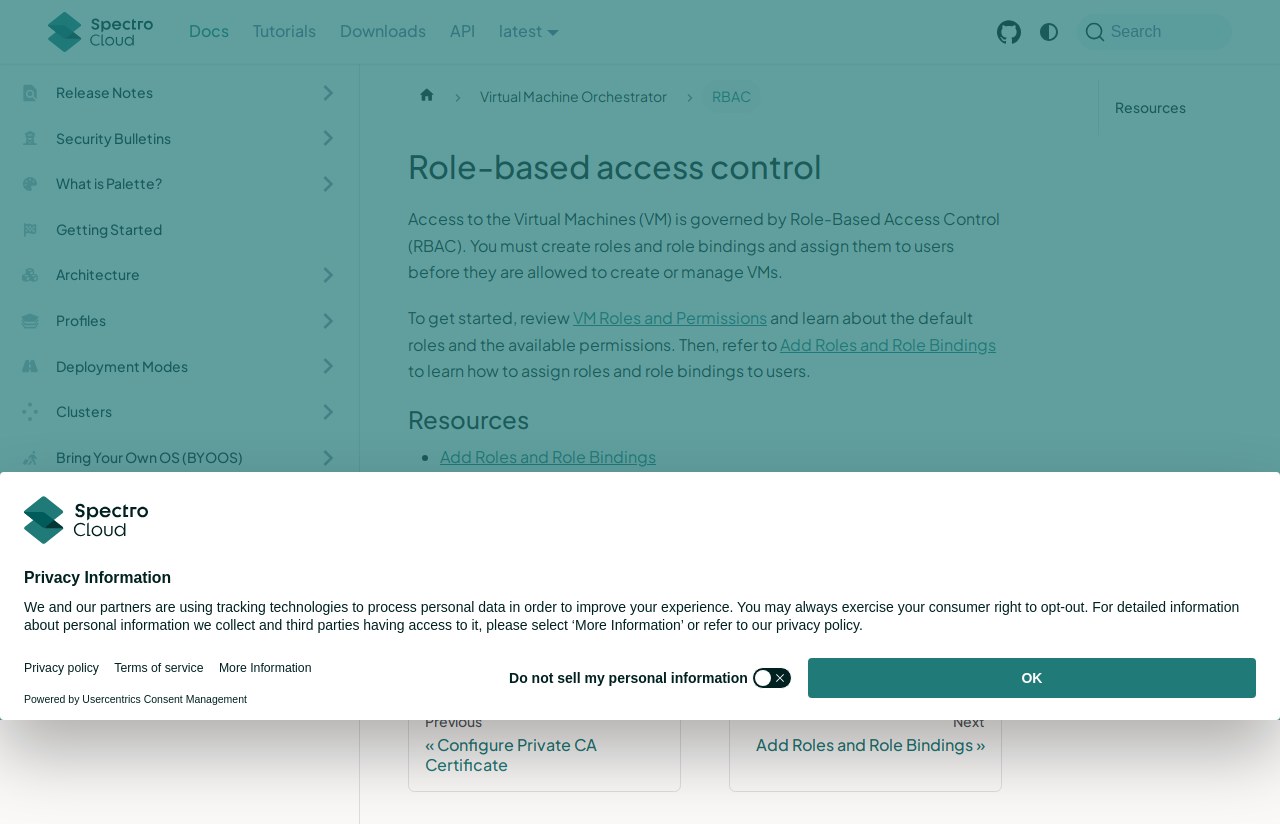 Spectro Cloud
Docs
Tutorials
Downloads
API
latest
Search
Release Notes
Security Bulletins
What is Palette?
Getting Started
Architecture
Profiles
Deployment Modes
Clusters
Bring Your Own OS (BYOOS)
Virtual Machine Orchestrator
RBAC
Resources
Role-based access control
Access to the Virtual Machines (VM) is governed by Role-Based Access Control
(RBAC). You must create roles and role bindings and assign them to users
before they are allowed to create or manage VMs.
To get started, review VM Roles and Permissions and learn about the default
roles and the available permissions. Then, refer to Add Roles and Role Bindings
to learn how to assign roles and role bindings to users.
Resources
Add Roles and Role Bindings
Spectro Cloud
Privacy Information
We and our partners are using tracking technologies to process personal data in order to improve your experience. You may always exercise your consumer right to opt-out. For detailed information
about personal information we collect and third parties having access to it, please select ‘More Information’ or refer to our privacy policy.
Privacy policy
Terms of service
More Information
Powered by Usercentrics Consent Management
Do not sell my personal information
OK
Previous
« Configure Private CA
Certificate
Next
Add Roles and Role Bindings »